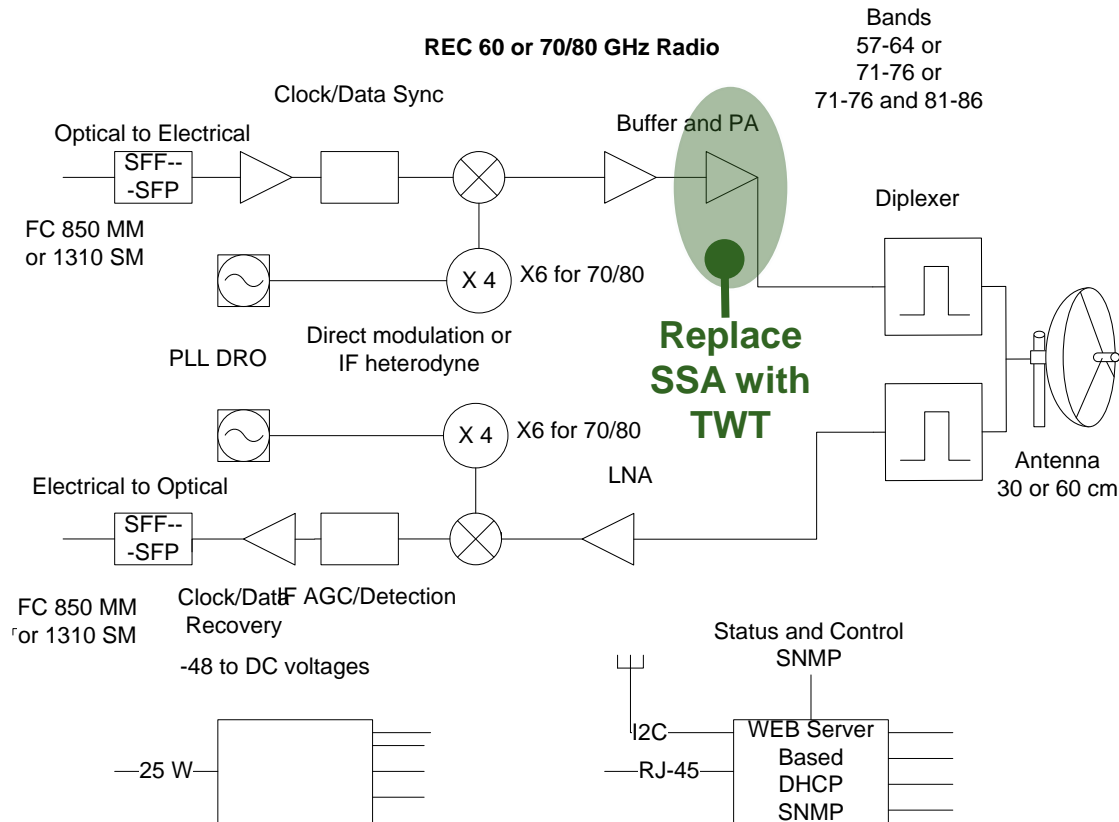 REC 60 or 70/80 GHz Radio
Bands
57-64 or
71-76 or
71-76 and 81-86
Clock/Data Sync
Optical to Electrical
Buffer and PA
SFF--
-SFP
Diplexer
FC 850 MM
or 1310 SM
X 4
X6 for 70/80
Direct modulation or
IF heterodyne
PLL DRO
Replace
SSA with
TWT
X 4
X6 for 70/80
LNA
Antenna
30 or 60 cm
Electrical to Optical
SFF--
-SFP
FC 850 MM
or 1310 SM
Clock/Data
Recovery
IF AGC/Detection
-48 to DC voltages
Status and Control
SNMP
25 W
I2C
RJ-45
WEB Server
Based
DHCP
SNMP